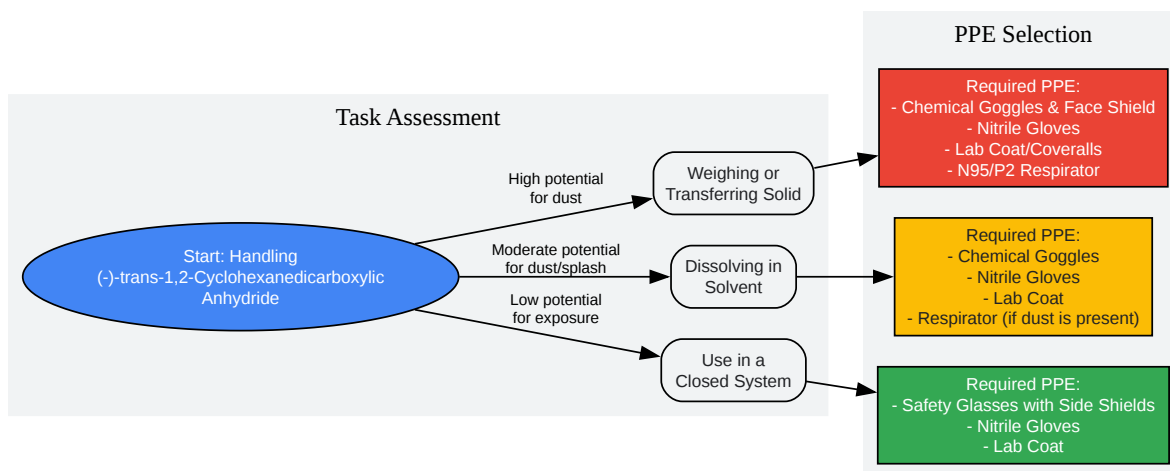 PPE Selection
Task Assessment
Start: Handling
(-)-trans-1,2-Cyclohexanedicarboxylic
Anhydride
High potential
for dust
Weighing or
Transferring Solid
Required PPE:
- Chemical Goggles & Face Shield
- Nitrile Gloves
- Lab Coat/Coveralls
- N95/P2 Respirator
Moderate potential
for dust/splash
Dissolving in
Solvent
Required PPE:
- Chemical Goggles
- Nitrile Gloves
- Lab Coat
- Respirator (if dust is present)
Low potential
for exposure
Use in a
Closed System
Required PPE:
- Safety Glasses with Side Shields
- Nitrile Gloves
- Lab Coat